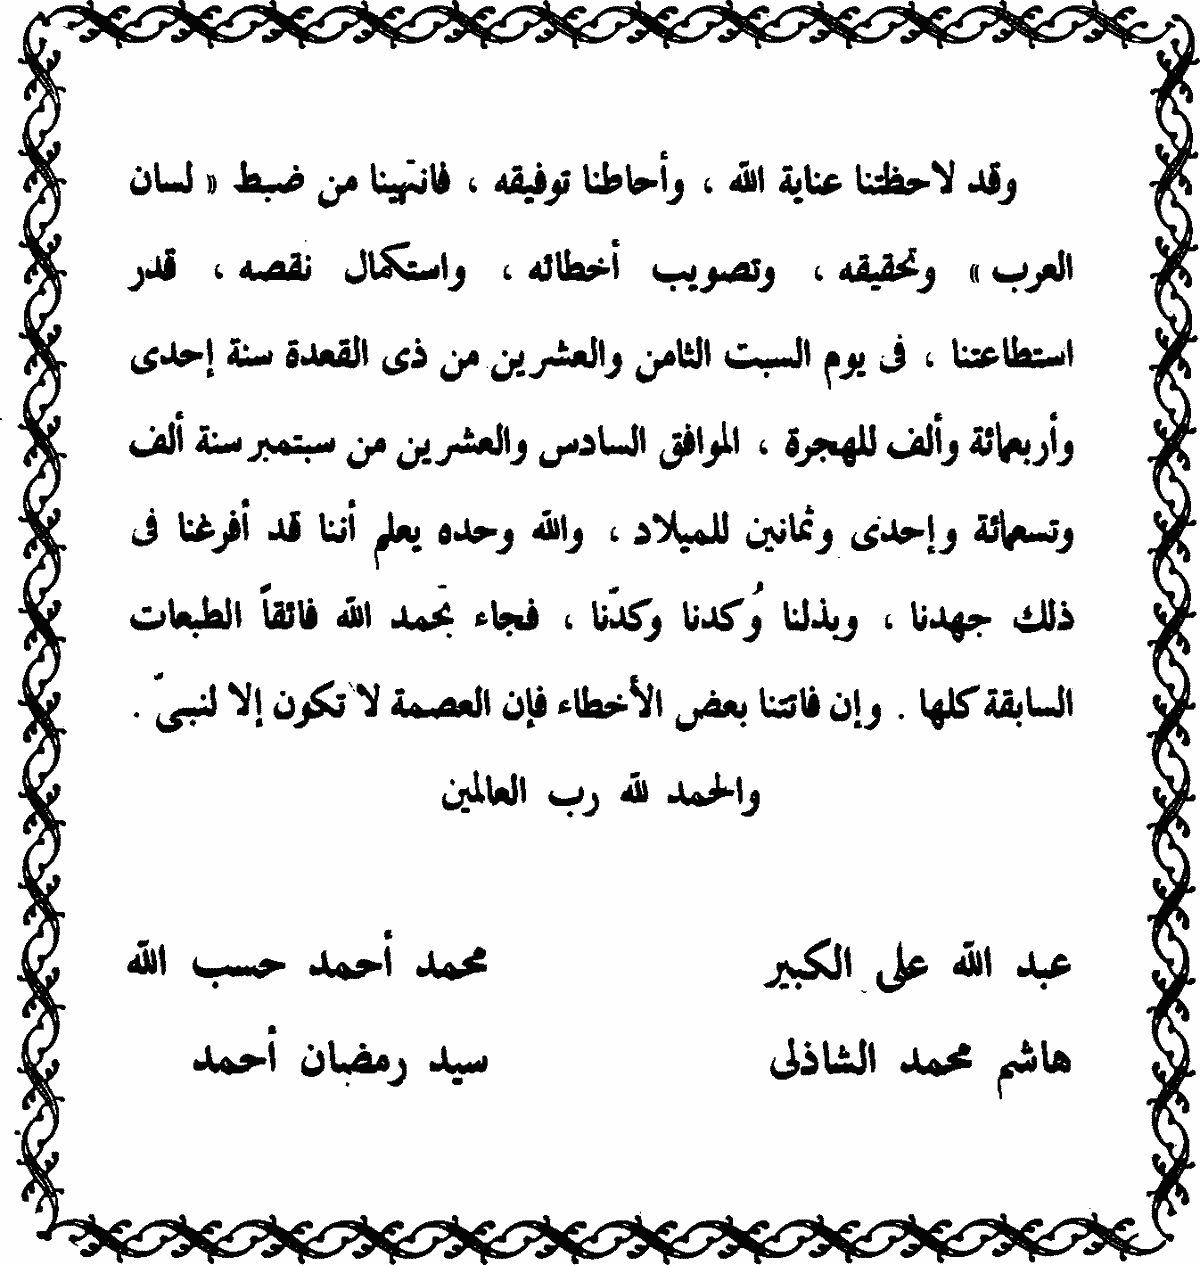 وقد لاحظتنا عناية الله ، وأحاطنا توفيقه ، فانتهينا من ضبط « لسان
العرب » وتحقيقه ، وتصويب أخطائه ، واستكمال نقصه ، قدر
استطاعتنا ، فى يوم السبت الثامن والعشرين من ذى القعدة سنة إحدى
وأربعمائة وألف للهجرة ، الموافق السادس والعشرين من سبتمبر سنة ألف
وتسعمائة وإحدى وثمانين للميلاد ، والله وحده يعلم أننا قد أفرغنا فى
ذلك جهدنا ، وبذلنا وُكدنا وكدّنا ، فجاء بحَمد الله فائقاً الطبعات
السابقة كلها . وإن فاتتنا بعض الأخطاء فإن العصمة لا تكون إلا لنبىّ .
والحمد لله رب العالمين
عبد الله على الكبير محمد أحمد حسب الله
هاشم محمد الشاذلى سيد رمضان أحمد